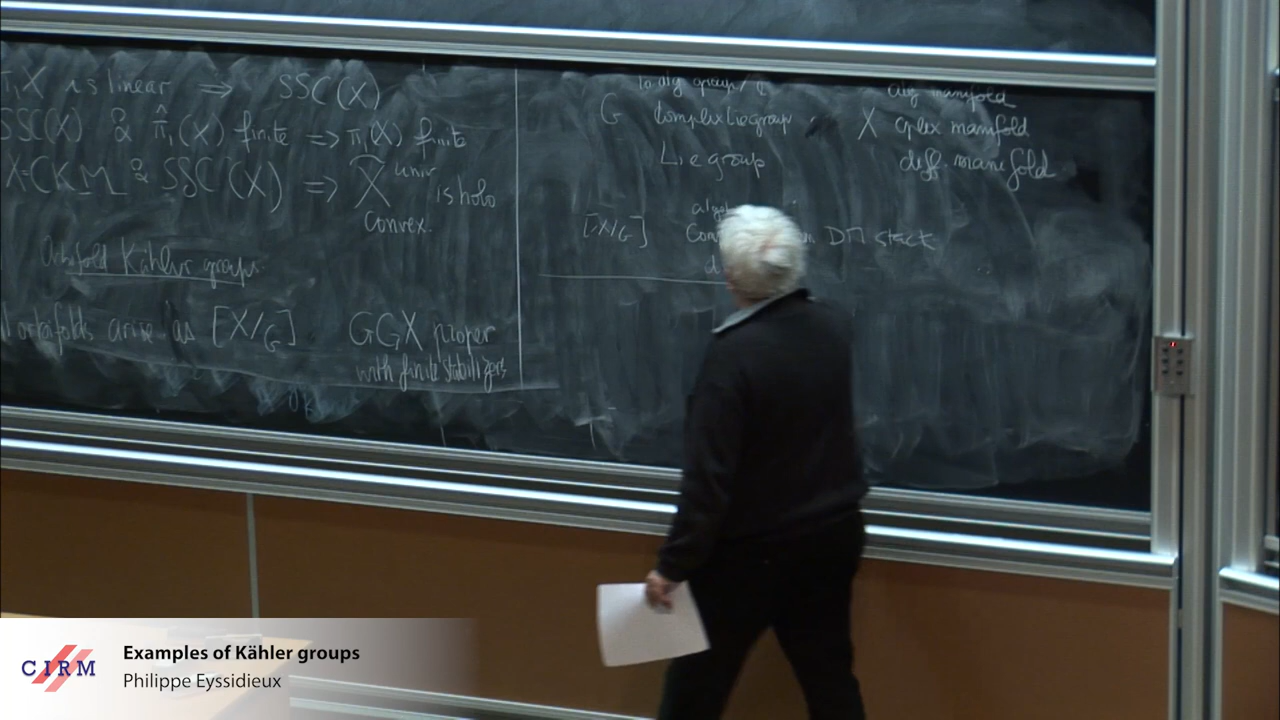 π₁X is linear ⇒ SSC(X)
SSC(X) & π̂₁(X) finite ⇒ π₁(X) finite
X=CKM & SSC(X) ⇒ X̃ univ is holo
convex.
Orbifold Kähler groups
orbifolds arise as [X/G] G G X proper
with finite stabilizers
alg group / C alg manifold
G complex Lie group X cplex manifold
Lie group diff. manifold
[X/G] DM stack
CIRM
Examples of Kähler groups
Philippe Eyssidieux